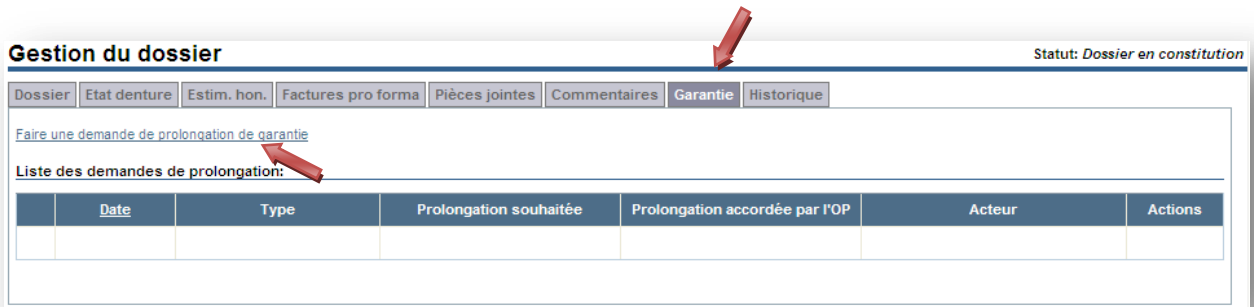 Gestion du dossier
Statut: Dossier en constitution
Dossier Etat denture Estim. hon. Factures pro forma Pièces jointes Commentaires Garantie Historique
Faire une demande de prolongation de garantie
Liste des demandes de prolongation:
Date Type Prolongation souhaitée Prolongation accordée par l'OP Acteur Actions